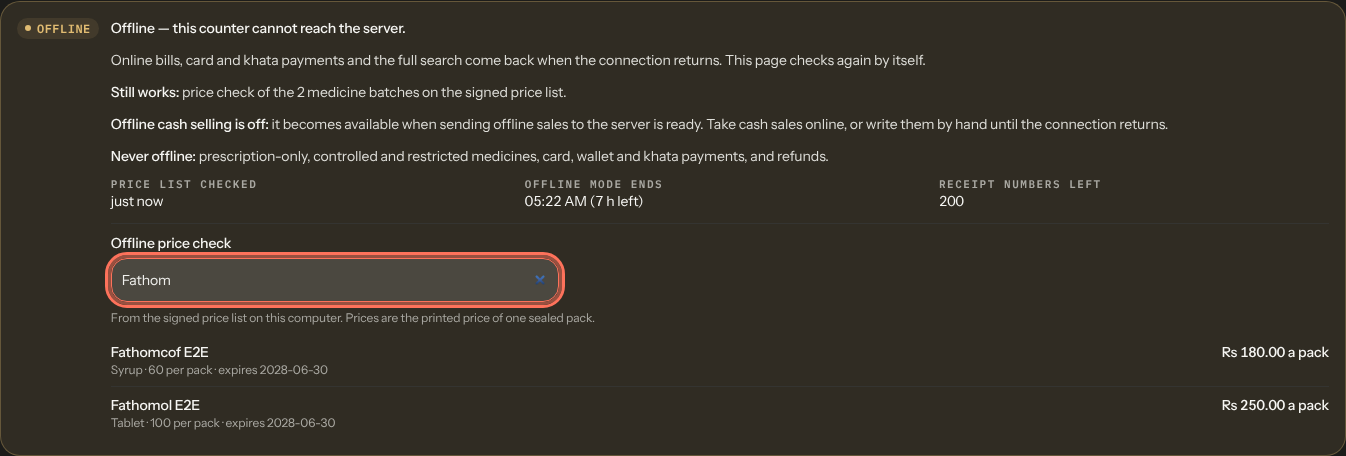 OFFLINE
Offline — this counter cannot reach the server.
Online bills, card and khata payments and the full search come back when the connection returns. This page checks again by itself.
Still works: price check of the 2 medicine batches on the signed price list.
Offline cash selling is off: it becomes available when sending offline sales to the server is ready. Take cash sales online, or write them by hand until the connection returns.
Never offline: prescription-only, controlled and restricted medicines, card, wallet and khata payments, and refunds.
PRICE LIST CHECKED
just now
OFFLINE MODE ENDS
05:22 AM (7 h left)
RECEIPT NUMBERS LEFT
200
Offline price check
Fathom
From the signed price list on this computer. Prices are the printed price of one sealed pack.
Fathomcof E2E
Rs 180.00 a pack
Syrup · 60 per pack · expires 2028-06-30
Fathomol E2E
Rs 250.00 a pack
Tablet · 100 per pack · expires 2028-06-30